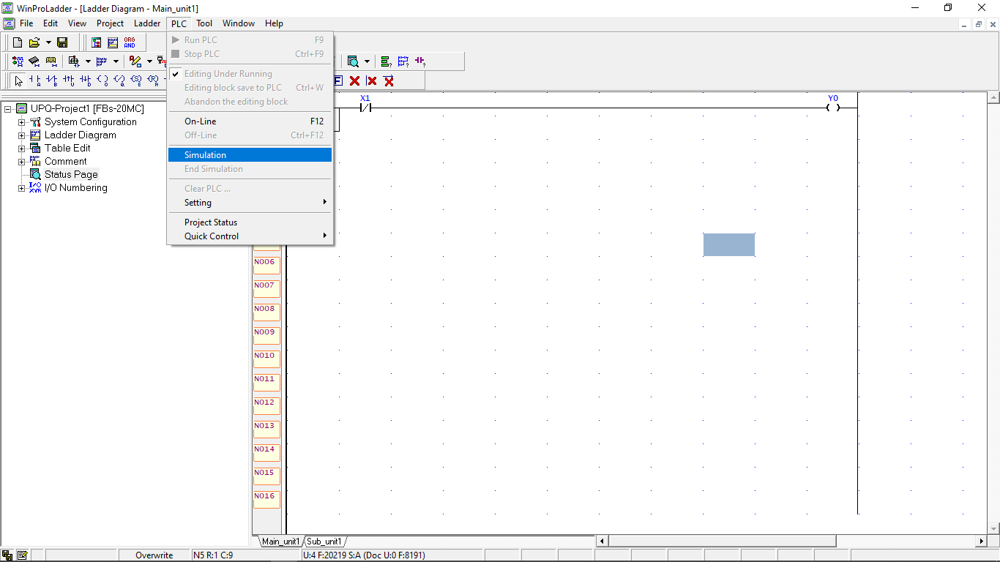 WinProLadder - [Ladder Diagram - Main_unit1]
File Edit View Project Ladder PLC Tool Window Help
ORG
AND
Run PLC F9
Stop PLC Ctrl+F9
Editing Under Running
Editing block save to PLC Ctrl+W
Abandon the editing block
On-Line F12
Off-Line Ctrl+F12
Simulation
End Simulation
Clear PLC ...
Setting
Project Status
Quick Control
A B U D O Q S R
F
UPQ-Project1 [FBs-20MC]
System Configuration
Ladder Diagram
Table Edit
Comment
Status Page
I/O Numbering
X1 Y0
N006
N007
N008
N009
N010
N011
N012
N013
N014
N015
N016
Main_unit1 Sub_unit1
Overwrite N5 R:1 C:9 U:4 F:20219 S:A (Doc U:0 F:8191)